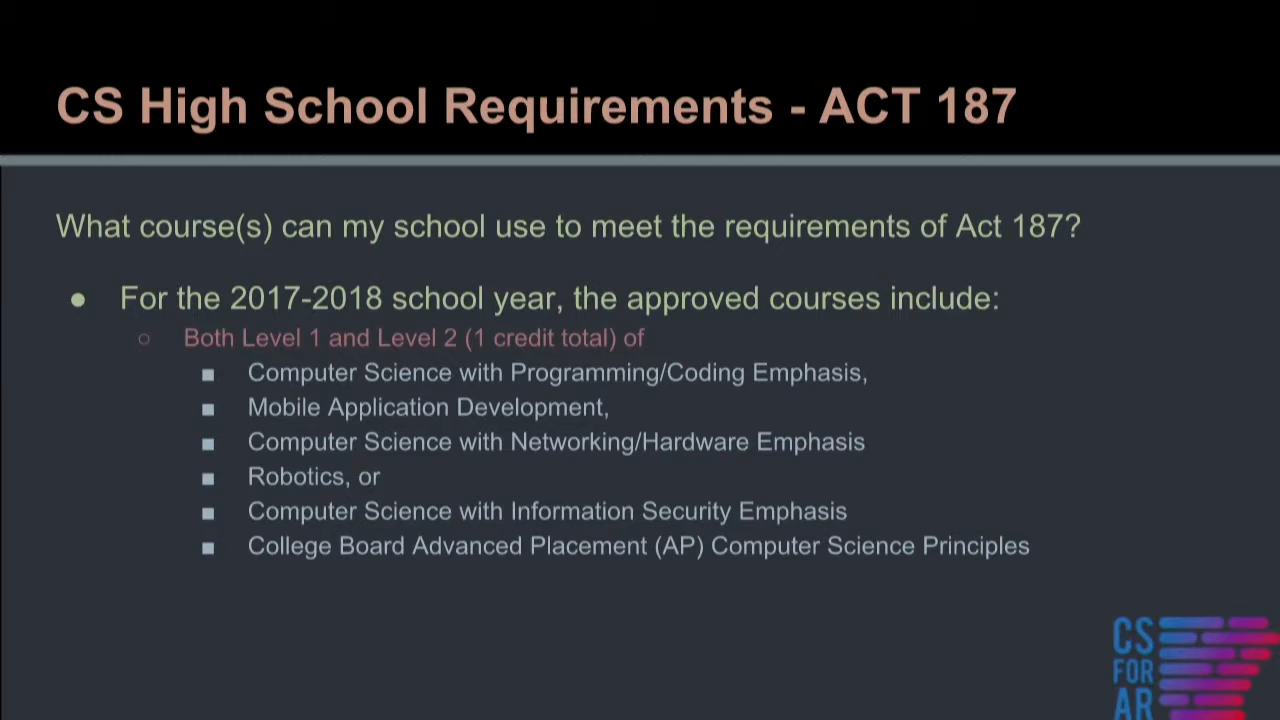 CS High School Requirements - ACT 187
What course(s) can my school use to meet the requirements of Act 187?
● For the 2017-2018 school year, the approved courses include:
○ Both Level 1 and Level 2 (1 credit total) of
■ Computer Science with Programming/Coding Emphasis,
■ Mobile Application Development,
■ Computer Science with Networking/Hardware Emphasis
■ Robotics, or
■ Computer Science with Information Security Emphasis
■ College Board Advanced Placement (AP) Computer Science Principles
CS
FOR
AR